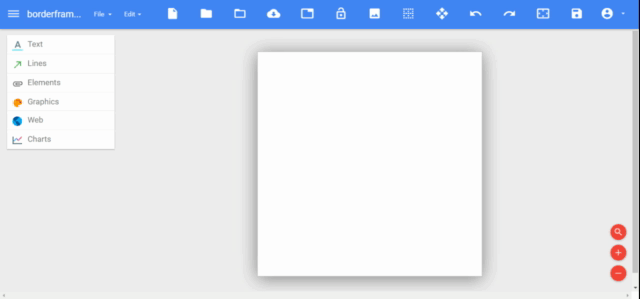 borderfram...
File
Edit
Text
Lines
Elements
Graphics
Web
Charts